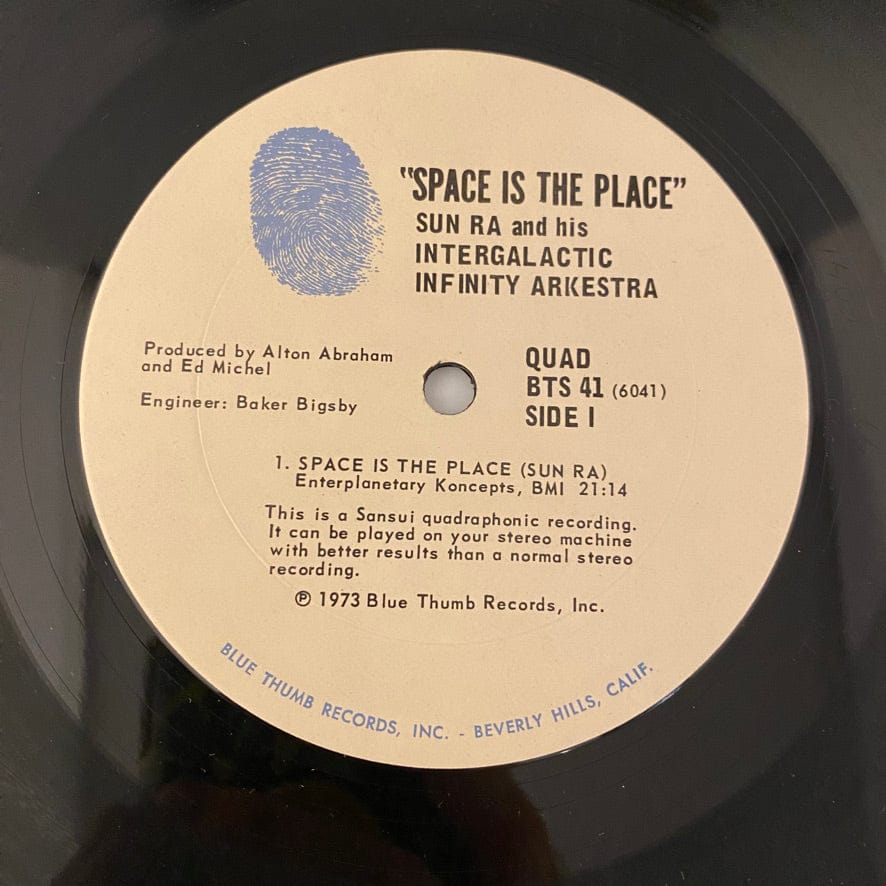 "SPACE IS THE PLACE"
SUN RA and his
INTERGALACTIC
INFINITY ARKESTRA
Produced by Alton Abraham
and Ed Michel
Engineer: Baker Bigsby
QUAD
BTS 41 (6041)
SIDE I
1. SPACE IS THE PLACE (SUN RA)
Enterplanetary Koncepts, BMI 21:14
This is a Sansui quadraphonic recording.
It can be played on your stereo machine
with better results than a normal stereo
recording.
℗ 1973 Blue Thumb Records, Inc.
BLUE THUMB RECORDS, INC. - BEVERLY HILLS, CALIF.